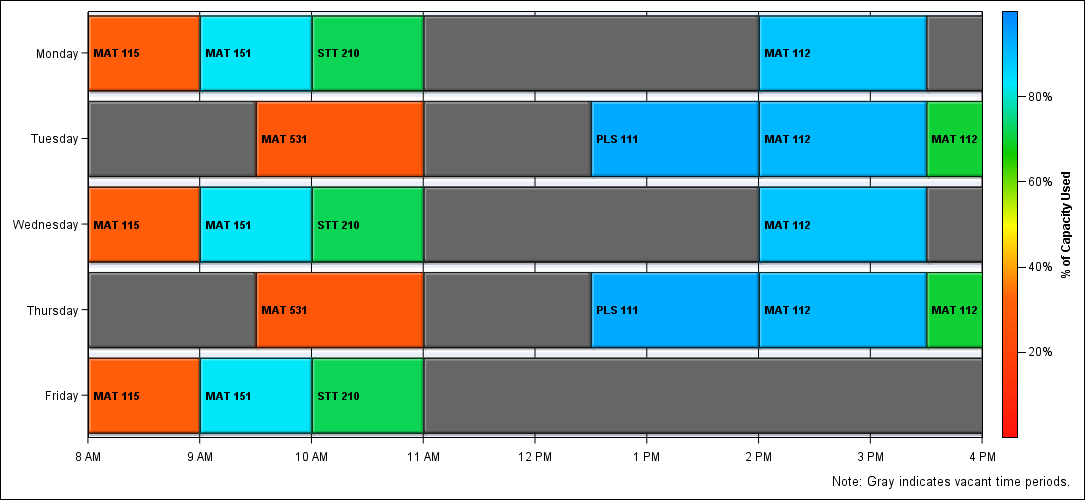 Monday MAT 115 MAT 151 STT 210 MAT 112
80%
Tuesday MAT 531 PLS 111 MAT 112 MAT 112
60%
Wednesday MAT 115 MAT 151 STT 210 MAT 112
% of Capacity Used
40%
Thursday MAT 531 PLS 111 MAT 112 MAT 112
20%
Friday MAT 115 MAT 151 STT 210
8 AM 9 AM 10 AM 11 AM 12 PM 1 PM 2 PM 3 PM 4 PM
Note: Gray indicates vacant time periods.